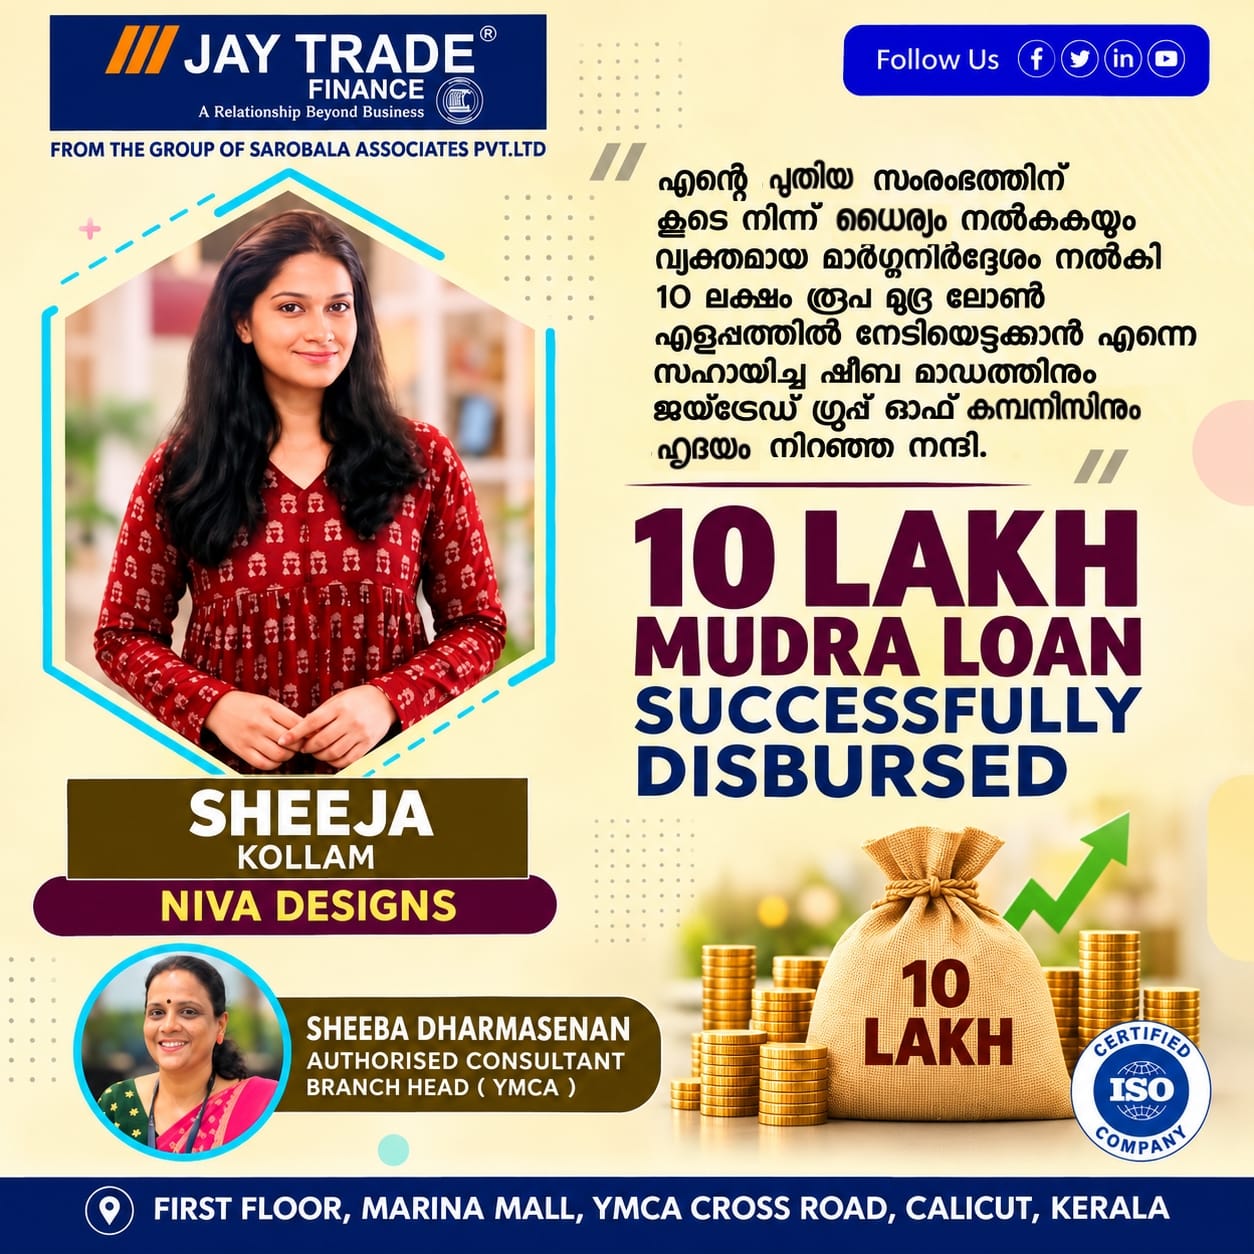 JAY TRADE®
FINANCE
A Relationship Beyond Business
FROM THE GROUP OF SAROBALA ASSOCIATES PVT.LTD
Follow Us
എന്റെ പുതിയ സംരംഭത്തിന്
കൂടെ നിന്ന് ധൈര്യം നൽകുകയും
വ്യക്തമായ മാർഗ്ഗനിർദ്ദേശം നൽകി
10 ലക്ഷം രൂപ മുദ്ര ലോൺ
എളുപ്പത്തിൽ നേടിയെടുക്കാൻ എന്നെ
സഹായിച്ച ഷീബ മാഡത്തിനും
ജയ്ട്രേഡ് ഗ്രൂപ്പ് ഓഫ് കമ്പനീസിനും
ഹൃദയം നിറഞ്ഞ നന്ദി.
10 LAKH
MUDRA LOAN
SUCCESSFULLY
DISBURSED
SHEEJA
KOLLAM
NIVA DESIGNS
SHEEBA DHARMASENAN
AUTHORISED CONSULTANT
BRANCH HEAD ( YMCA )
10
LAKH
CERTIFIED
ISO
COMPANY
FIRST FLOOR, MARINA MALL, YMCA CROSS ROAD, CALICUT, KERALA